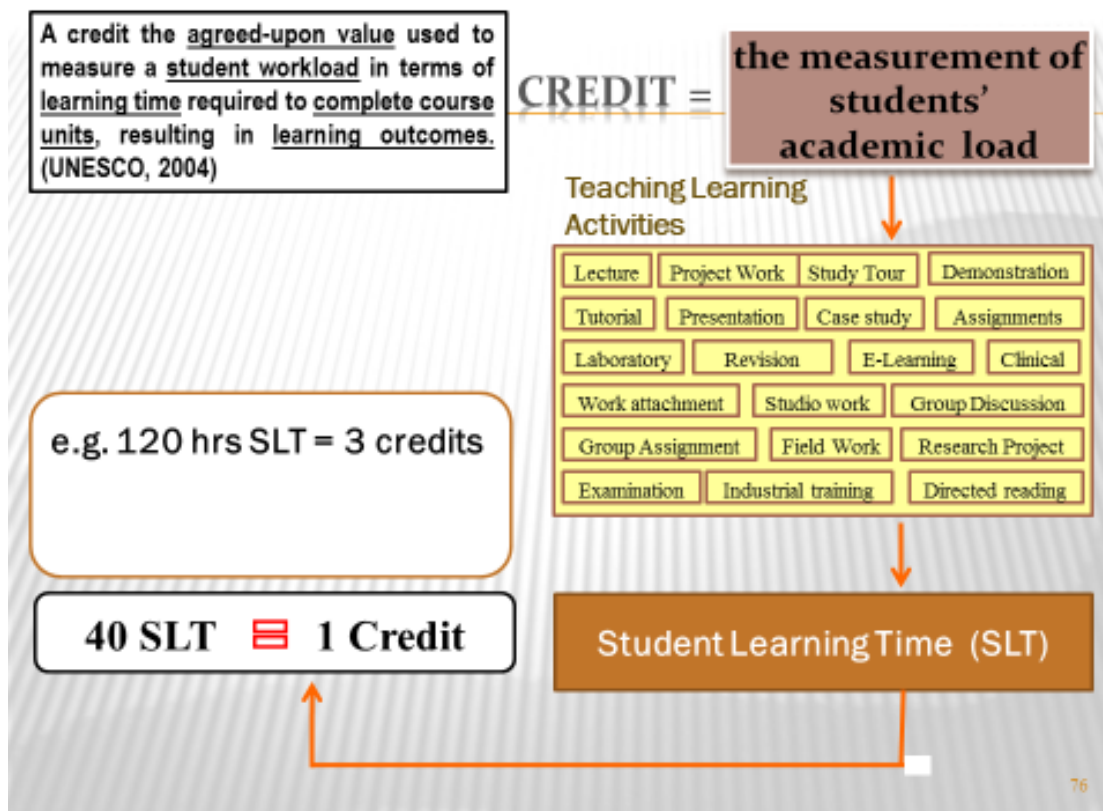 A credit the agreed-upon value used to
measure a student workload in terms of
learning time required to complete course
units, resulting in learning outcomes.
(UNESCO, 2004)
CREDIT =
the measurement of
students’
academic load
Teaching Learning
Activities
Lecture Project Work Study Tour Demonstration
Tutorial Presentation Case study Assignments
Laboratory Revision E-Learning Clinical
Work attachment Studio work Group Discussion
Group Assignment Field Work Research Project
Examination Industrial training Directed reading
e.g. 120 hrs SLT = 3 credits
40 SLT = 1 Credit
Student Learning Time (SLT)
76